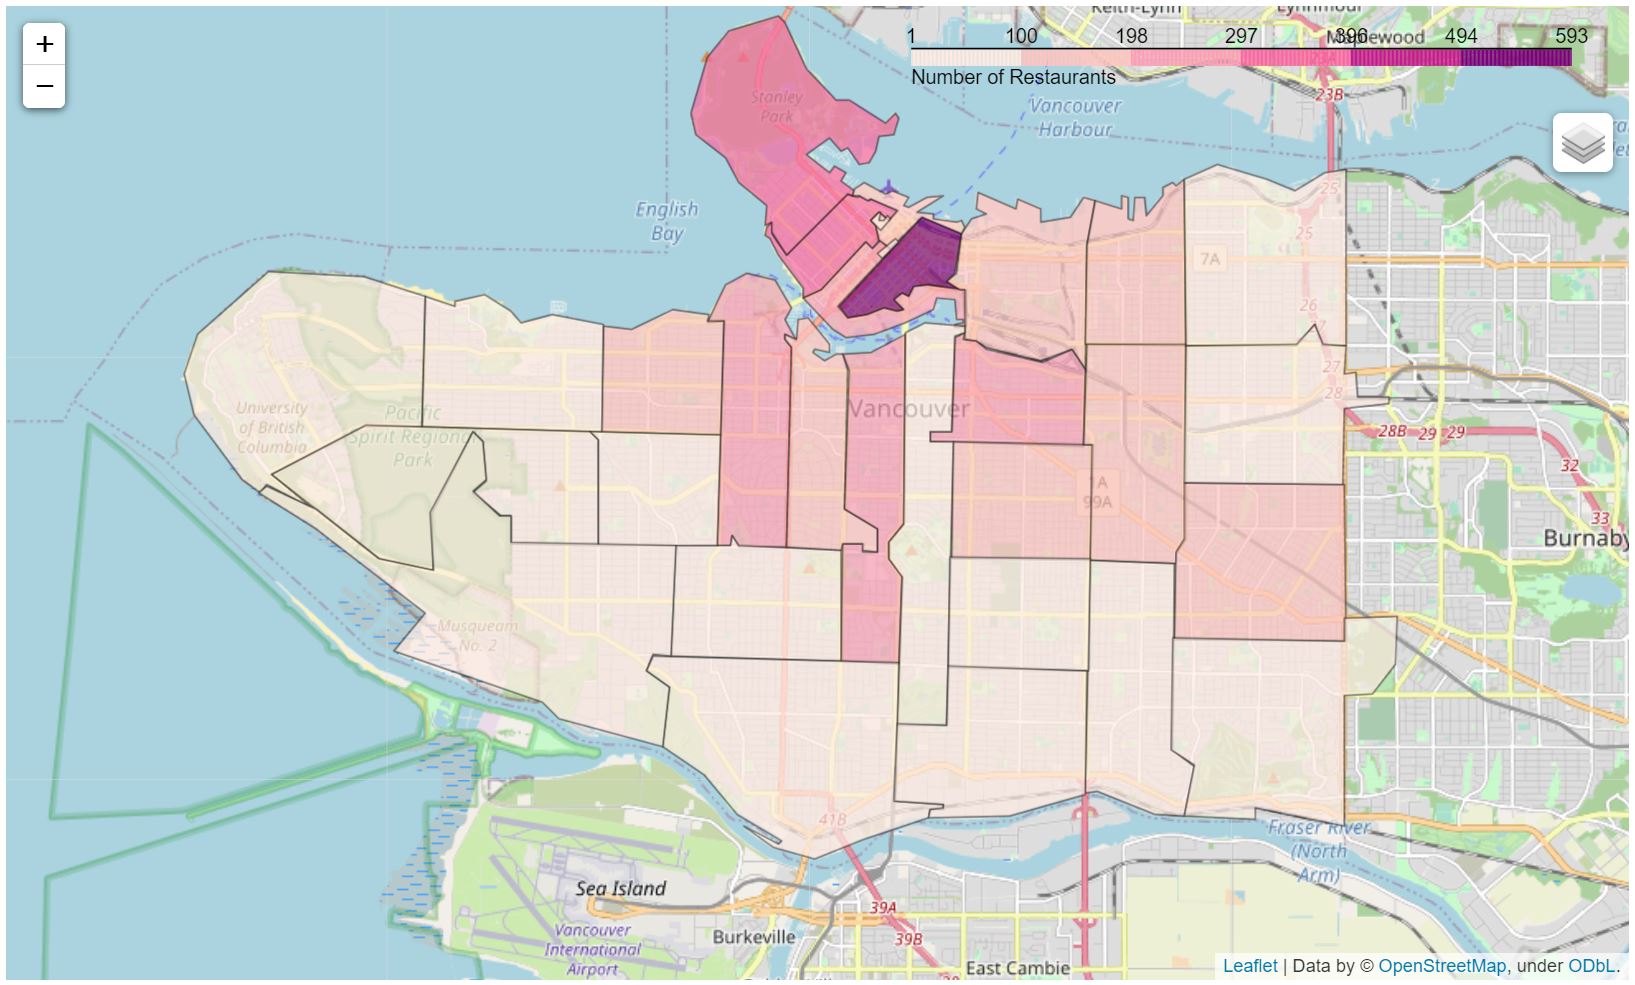 Keith-Lynn
Lynnmour
+
−
1 100 198 297 396 494 593
Maplewood
23A
Number of Restaurants
23B
Stanley
Park
Vancouver
Harbour
English
Bay
25
25
7A
26
27
27
28
University
of British
Columbia
Pacific
Spirit Regional
Park
Vancouver
28B 29 29
32
1A
99A
33
Burnaby
Musqueam
No. 2
41B
Fraser River
(North
Arm)
Sea Island
39A
39B
Burkeville
Vancouver
International
Airport
East Cambie
Leaflet | Data by © OpenStreetMap, under ODbL.